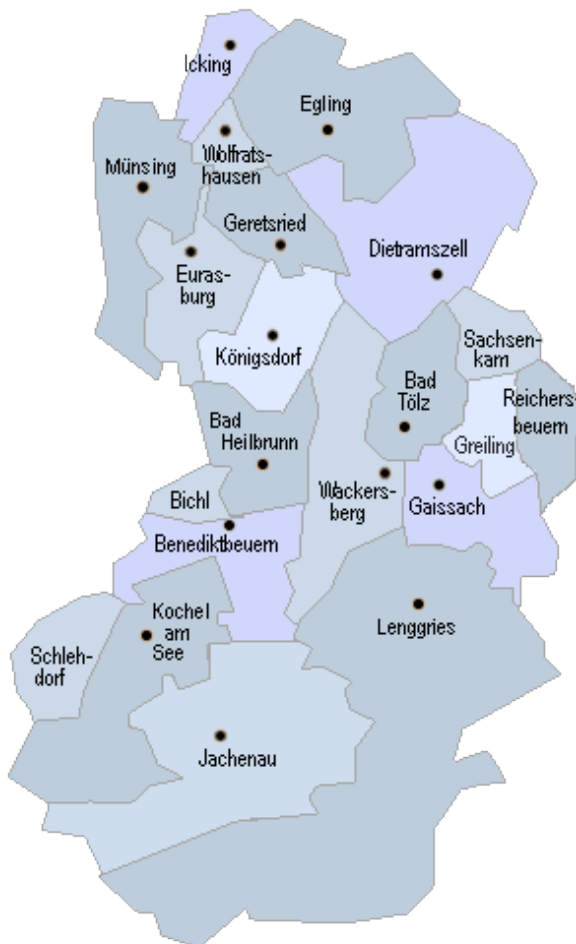 Icking
Egling
Wolfrats-
hausen
Münsing
Geretsried
Dietramszell
Euras-
burg
Königsdorf
Sachsen-
kam
Bad
Tölz
Reichers-
beuern
Greiling
Bad
Heilbrunn
Wackers-
berg
Gaissach
Bichl
Benediktbeuern
Kochel
am
See
Lenggries
Schleh-
dorf
Jachenau